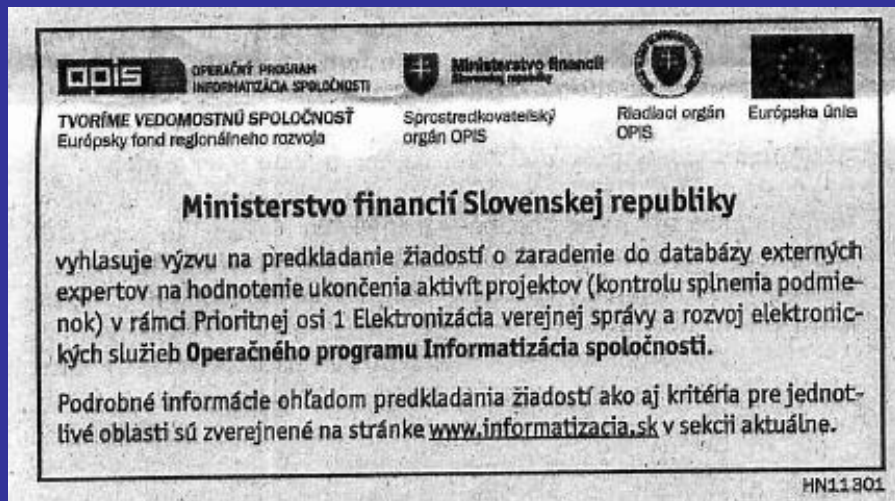 opis
OPERAČNÝ PROGRAM
INFORMATIZÁCIA SPOLOČNOSTI
Ministerstvo financií
Slovenskej republiky
TVORÍME VEDOMOSTNÚ SPOLOČNOSŤ
Európsky fond regionálneho rozvoja
Sprostredkovateľský
orgán OPIS
Riadiaci orgán
OPIS
Európska únia
Ministerstvo financií Slovenskej republiky
vyhlasuje výzvu na predkladanie žiadostí o zaradenie do databázy externých
expertov na hodnotenie ukončenia aktivít projektov (kontrolu splnenia podmie-
nok) v rámci Prioritnej osi 1 Elektronizácia verejnej správy a rozvoj elektronic-
kých služieb Operačného programu Informatizácia spoločnosti.
Podrobné informácie ohľadom predkladania žiadostí ako aj kritéria pre jednot-
livé oblasti sú zverejnené na stránke www.informatizacia.sk v sekcii aktuálne.
HN11301